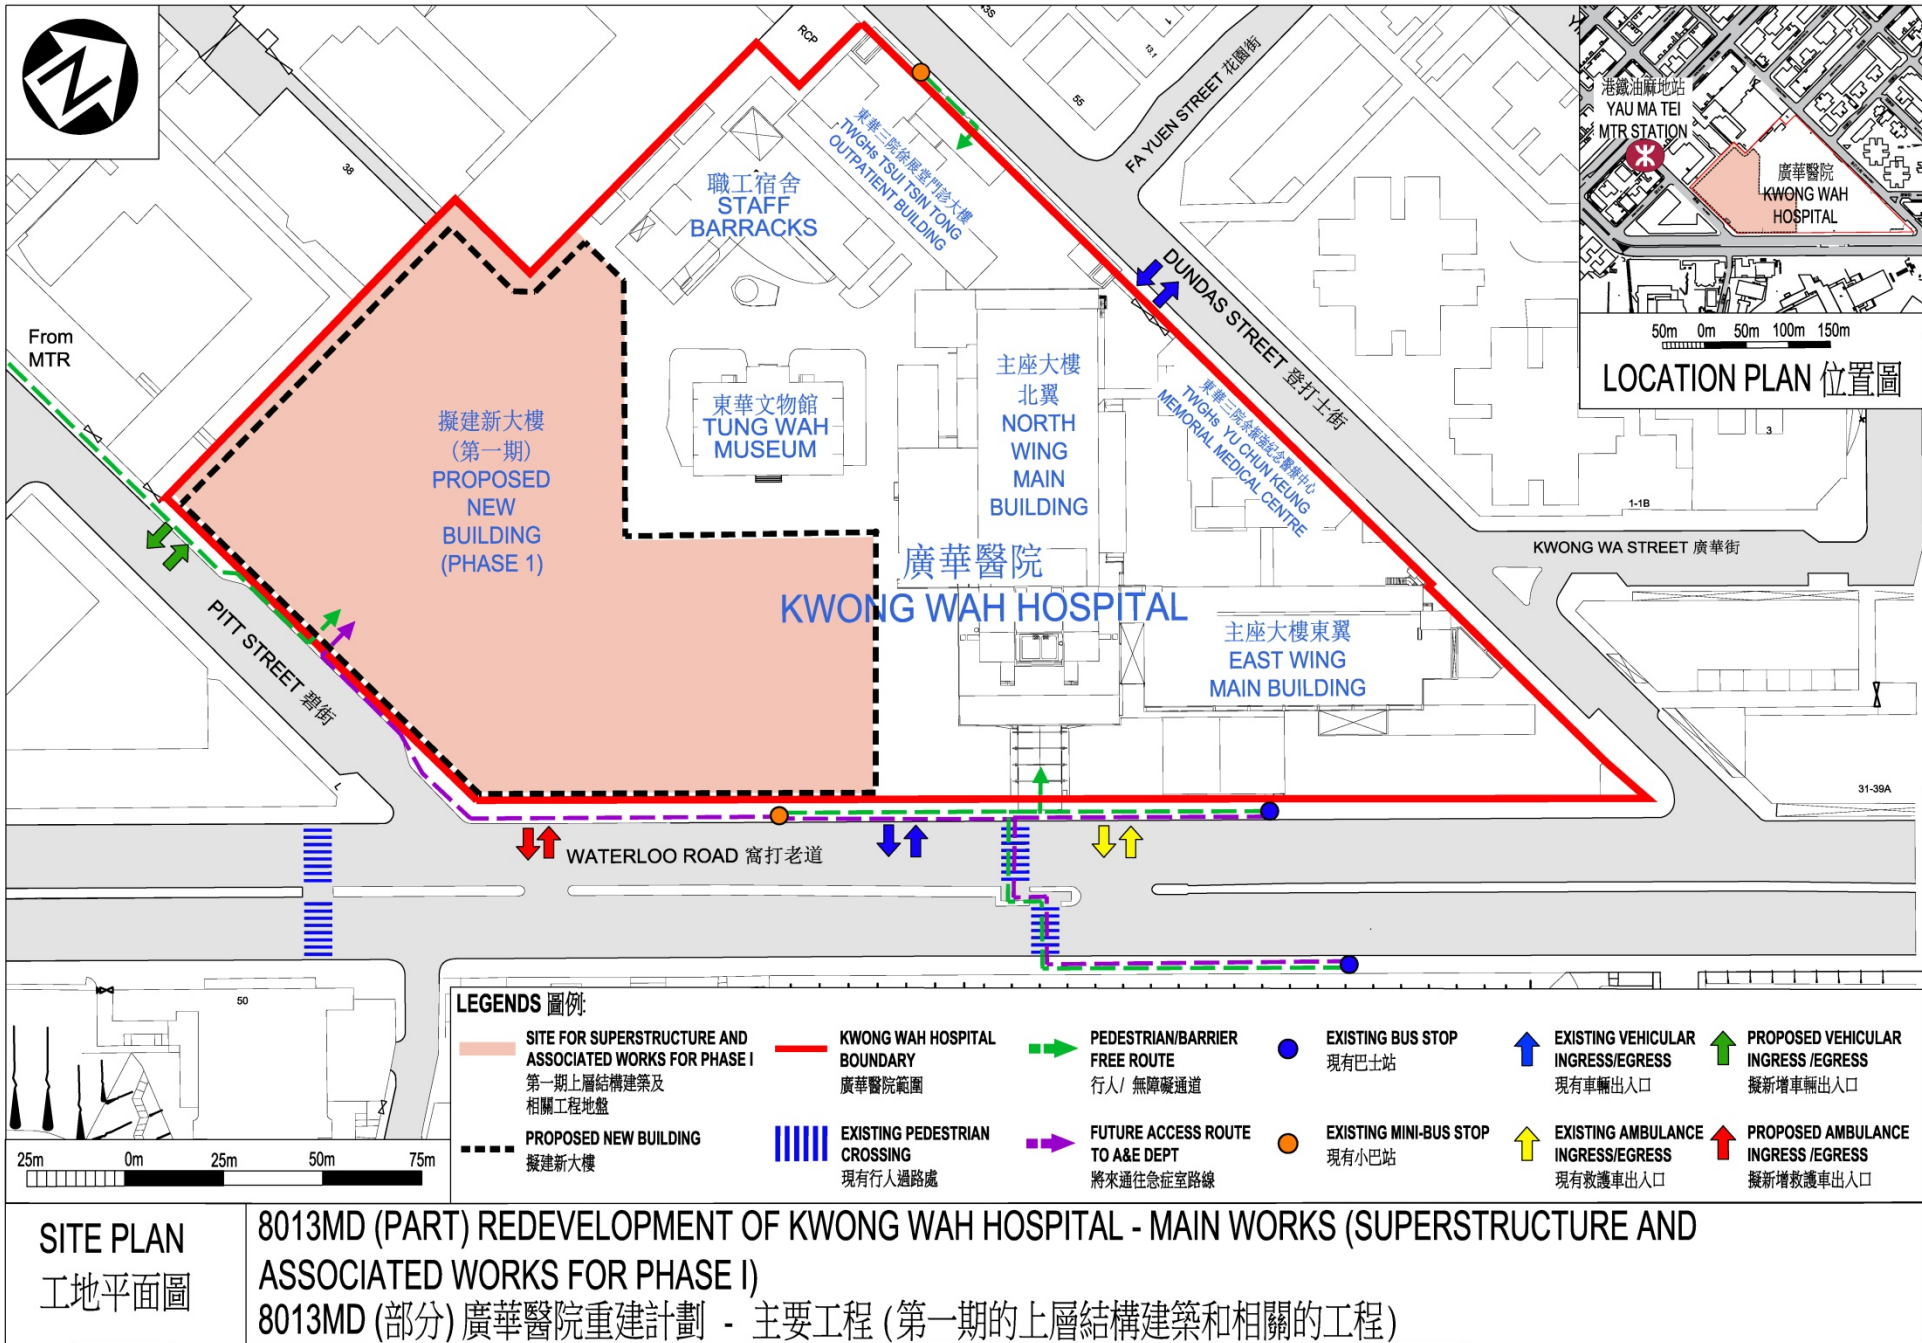 N
RCP
43S
1
13.1
55
38
FA YUEN STREET 花園街
東華三院徐展堂門診大樓
TWGHs TSUI TSIN TONG
OUTPATIENT BUILDING
職工宿舍
STAFF
BARRACKS
港鐵油麻地站
YAU MA TEI
MTR STATION
廣華醫院
KWONG WAH
HOSPITAL
50m 0m 50m 100m 150m
LOCATION PLAN 位置圖
DUNDAS STREET 登打士街
From
MTR
擬建新大樓
(第一期)
PROPOSED
NEW
BUILDING
(PHASE 1)
東華文物館
TUNG WAH
MUSEUM
主座大樓
北翼
NORTH
WING
MAIN
BUILDING
東華三院余振強紀念醫療中心
TWGHs YU CHUN KEUNG
MEMORIAL MEDICAL CENTRE
3
1-1B
KWONG WA STREET 廣華街
廣華醫院
KWONG WAH HOSPITAL
主座大樓東翼
EAST WING
MAIN BUILDING
PITT STREET 碧街
31-39A
WATERLOO ROAD 窩打老道
50
LEGENDS 圖例:
SITE FOR SUPERSTRUCTURE AND
ASSOCIATED WORKS FOR PHASE I
第一期上層結構建築及
相關工程地盤
KWONG WAH HOSPITAL
BOUNDARY
廣華醫院範圍
PEDESTRIAN/BARRIER
FREE ROUTE
行人/ 無障礙通道
EXISTING BUS STOP
現有巴士站
EXISTING VEHICULAR
INGRESS/EGRESS
現有車輛出入口
PROPOSED VEHICULAR
INGRESS /EGRESS
擬新增車輛出入口
PROPOSED NEW BUILDING
擬建新大樓
EXISTING PEDESTRIAN
CROSSING
現有行人過路處
FUTURE ACCESS ROUTE
TO A&E DEPT
將來通往急症室路線
EXISTING MINI-BUS STOP
現有小巴站
EXISTING AMBULANCE
INGRESS/EGRESS
現有救護車出入口
PROPOSED AMBULANCE
INGRESS /EGRESS
擬新增救護車出入口
25m 0m 25m 50m 75m
SITE PLAN
工地平面圖
8013MD (PART) REDEVELOPMENT OF KWONG WAH HOSPITAL - MAIN WORKS (SUPERSTRUCTURE AND
ASSOCIATED WORKS FOR PHASE I)
8013MD (部分) 廣華醫院重建計劃 - 主要工程 (第一期的上層結構建築和相關的工程)